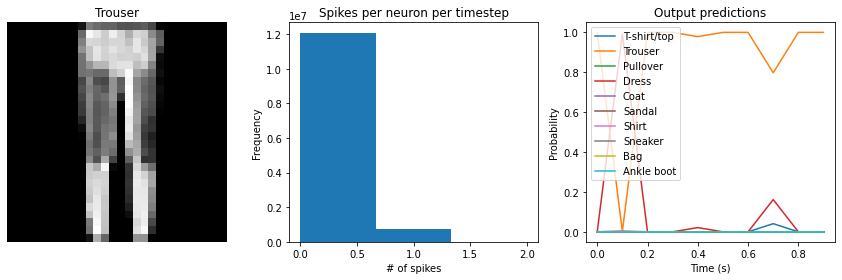 Trouser
Spikes per neuron per timestep
1e7
Frequency
0.0
0.2
0.4
0.6
0.8
1.0
1.2
0.0
0.5
1.0
1.5
2.0
# of spikes
Output predictions
Probability
0.0
0.2
0.4
0.6
0.8
1.0
T-shirt/top
Trouser
Pullover
Dress
Coat
Sandal
Shirt
Sneaker
Bag
Ankle boot
0.0
0.2
0.4
0.6
0.8
Time (s)